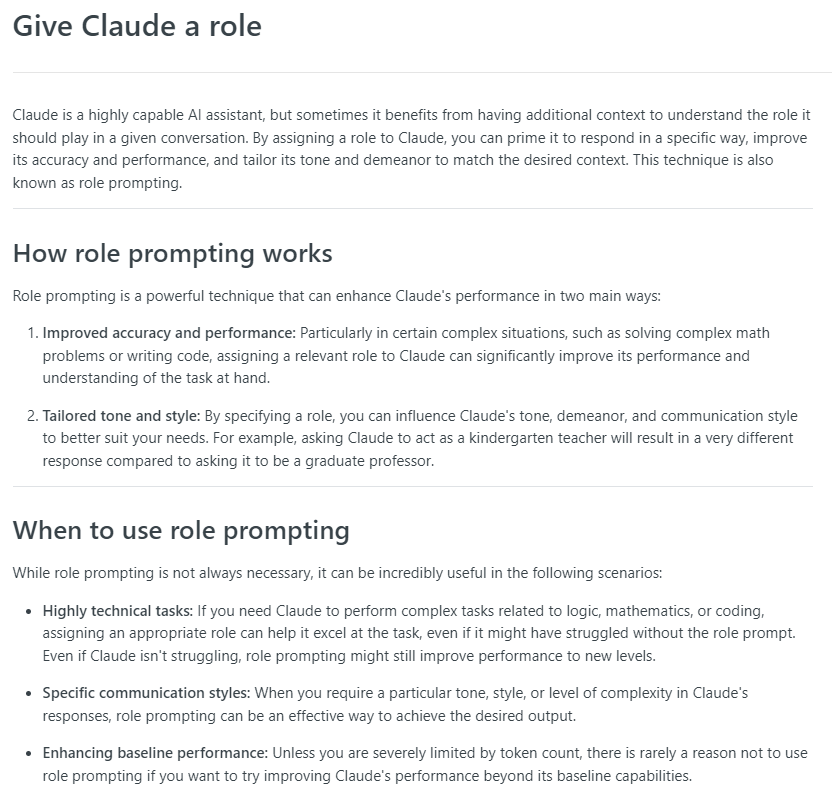 Give Claude a role
Claude is a highly capable AI assistant, but sometimes it benefits from having additional context to understand the role it
should play in a given conversation. By assigning a role to Claude, you can prime it to respond in a specific way, improve
its accuracy and performance, and tailor its tone and demeanor to match the desired context. This technique is also
known as role prompting.
How role prompting works
Role prompting is a powerful technique that can enhance Claude's performance in two main ways:
1. Improved accuracy and performance: Particularly in certain complex situations, such as solving complex math
problems or writing code, assigning a relevant role to Claude can significantly improve its performance and
understanding of the task at hand.
2. Tailored tone and style: By specifying a role, you can influence Claude's tone, demeanor, and communication style
to better suit your needs. For example, asking Claude to act as a kindergarten teacher will result in a very different
response compared to asking it to be a graduate professor.
When to use role prompting
While role prompting is not always necessary, it can be incredibly useful in the following scenarios:
• Highly technical tasks: If you need Claude to perform complex tasks related to logic, mathematics, or coding,
assigning an appropriate role can help it excel at the task, even if it might have struggled without the role prompt.
Even if Claude isn't struggling, role prompting might still improve performance to new levels.
• Specific communication styles: When you require a particular tone, style, or level of complexity in Claude's
responses, role prompting can be an effective way to achieve the desired output.
• Enhancing baseline performance: Unless you are severely limited by token count, there is rarely a reason not to use
role prompting if you want to try improving Claude's performance beyond its baseline capabilities.